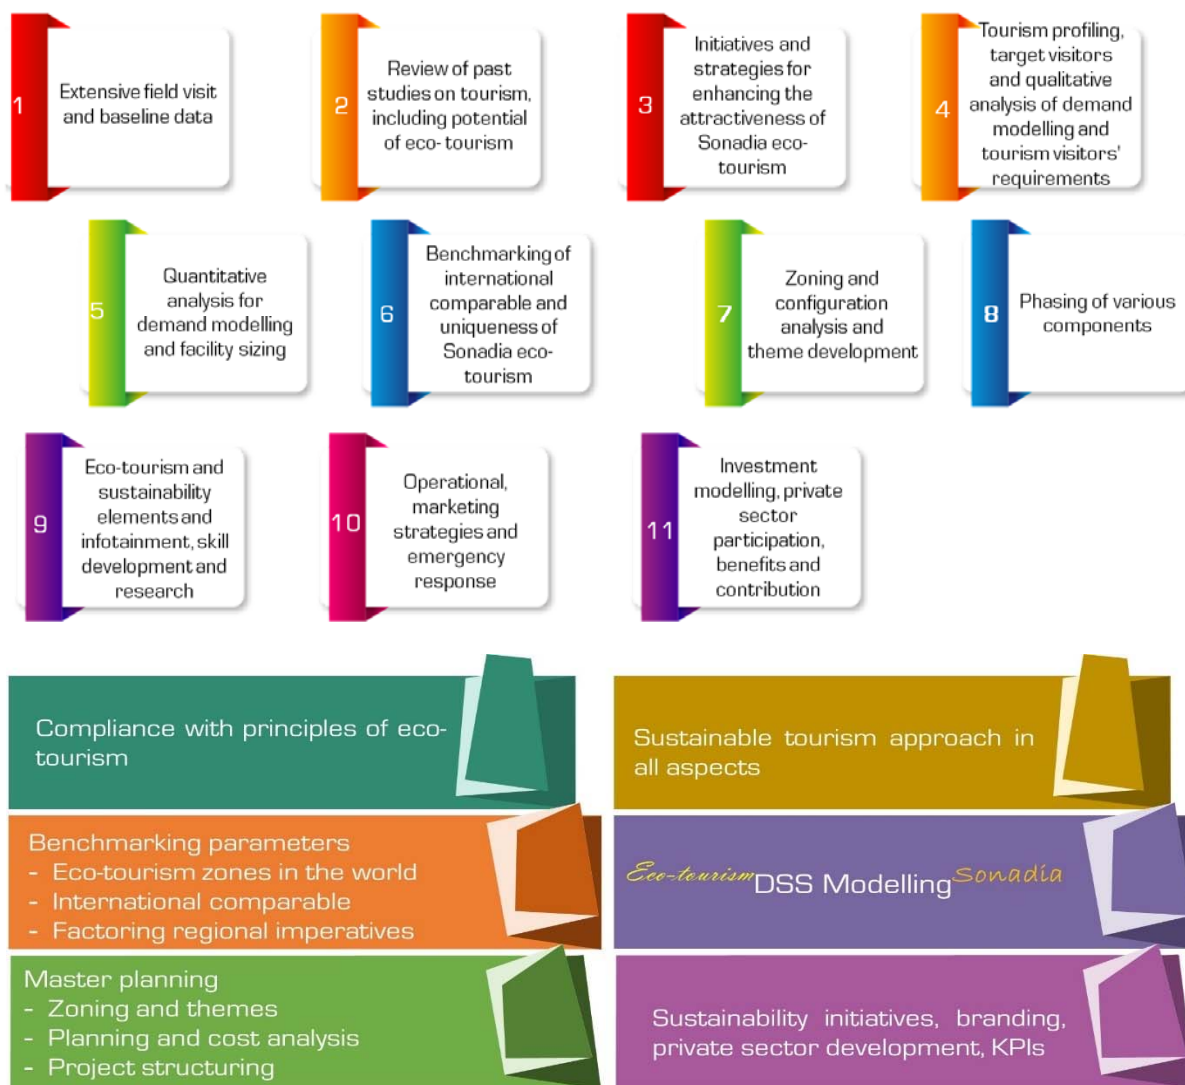 1
Extensive field visit
and baseline data
2
Review of past
studies on tourism,
including potential
of eco- tourism
3
Initiatives and
strategies for
enhancing the
attractiveness of
Sonadia eco-
tourism
4
Tourism profiling,
target visitors
and qualitative
analysis of demand
modelling and
tourism visitors'
requirements
5
Quantitative
analysis for
demand modelling
and facility sizing
6
Benchmarking of
international
comparable and
uniqueness of
Sonadia eco-
tourism
7
Zoning and
configuration
analysis and
theme development
8
Phasing of various
components
9
Eco-tourism and
sustainability
elements and
infotainment, skill
development and
research
10
Operational,
marketing
strategies and
emergency
response
11
Investment
modelling, private
sector
participation,
benefits and
contribution
Compliance with principles of eco-
tourism
Sustainable tourism approach in
all aspects
Benchmarking parameters
- Eco-tourism zones in the world
- International comparable
- Factoring regional imperatives
Eco-tourism DSS Modelling Sonadia
Master planning
- Zoning and themes
- Planning and cost analysis
- Project structuring
Sustainability initiatives, branding,
private sector development, KPIs